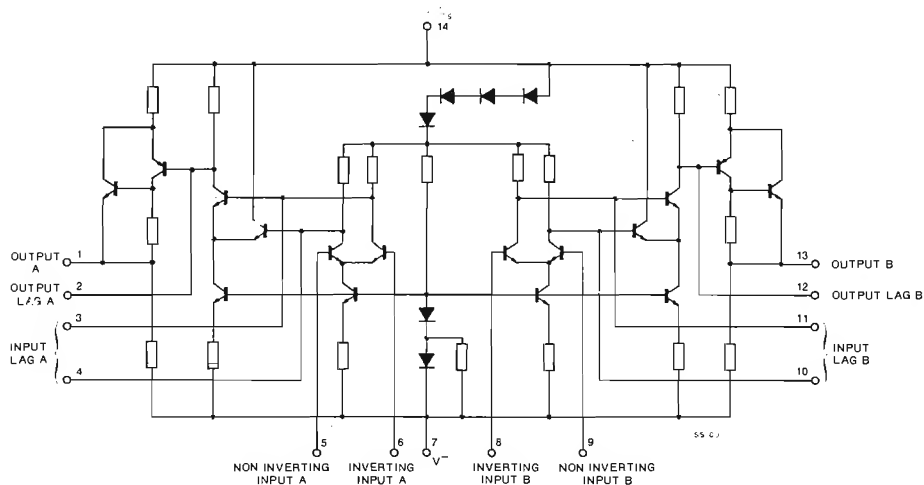 14
1
OUTPUT
A
2
OUTPUT
LAG A
3
INPUT
LAG A
4
13
OUTPUT B
12
OUTPUT LAG B
11
INPUT
LAG B
10
5
6
7
8
9
V−
NON INVERTING
INPUT A
INVERTING
INPUT A
INVERTING
INPUT B
NON INVERTING
INPUT B